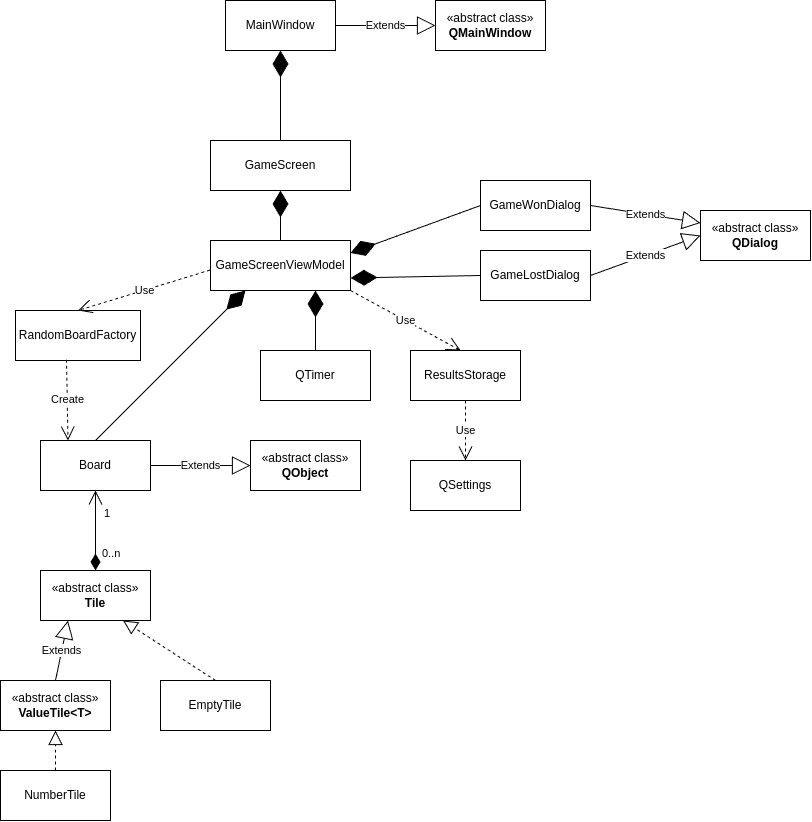 MainWindow
Extends
«abstract class»
QMainWindow
GameScreen
GameWonDialog
Extends
«abstract class»
QDialog
GameScreenViewModel
Extends
GameLostDialog
Use
RandomBoardFactory
Use
QTimer
ResultsStorage
Create
Use
Board
Extends
«abstract class»
QObject
QSettings
1
0..n
«abstract class»
Tile
Extends
«abstract class»
ValueTile<T>
EmptyTile
NumberTile